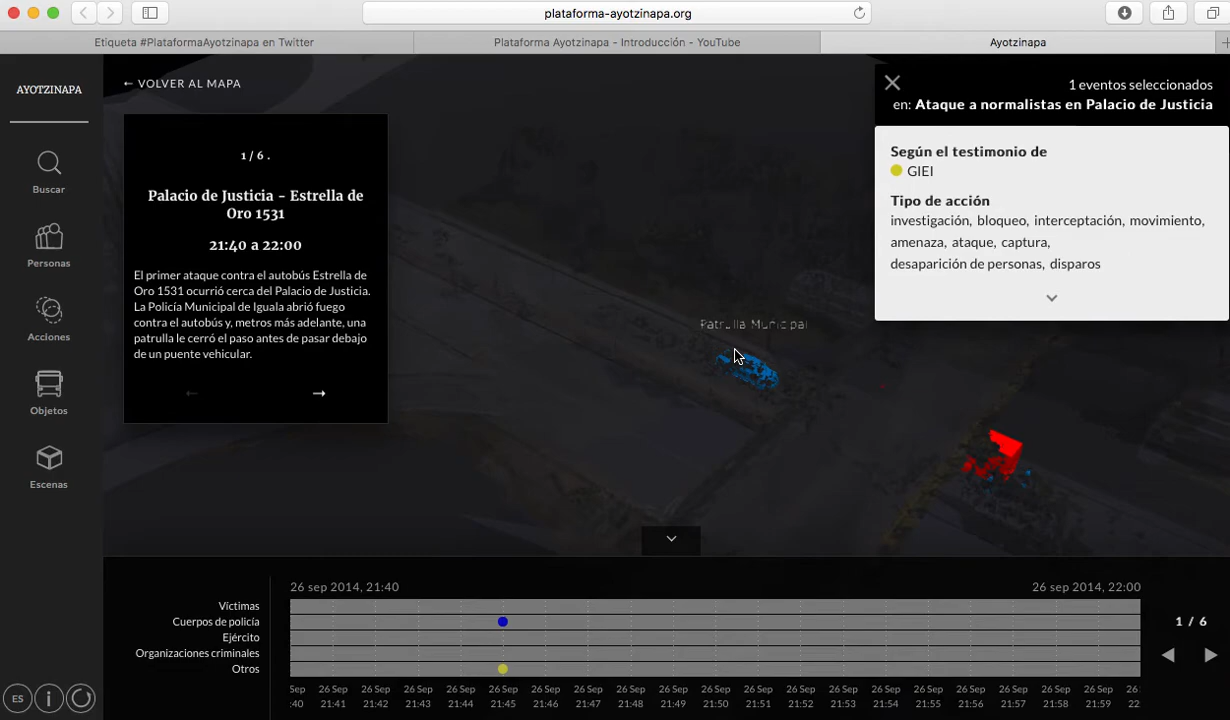 plataforma-ayotzinapa.org
Etiqueta #PlataformaAyotzinapa en Twitter
Plataforma Ayotzinapa - Introducción - YouTube
Ayotzinapa
AYOTZINAPA
Buscar
Personas
Acciones
Objetos
Escenas
ES
← VOLVER AL MAPA
1 / 6 .
Palacio de Justicia - Estrella de
Oro 1531
21:40 a 22:00
El primer ataque contra el autobús Estrella de
Oro 1531 ocurrió cerca del Palacio de Justicia.
La Policía Municipal de Iguala abrió fuego
contra el autobús y, metros más adelante, una
patrulla le cerró el paso antes de pasar debajo
de un puente vehicular.
← →
Patrulla Municipal
1 eventos seleccionados
en: Ataque a normalistas en Palacio de Justicia
Según el testimonio de
GIEI
Tipo de acción
investigación, bloqueo, interceptación, movimiento,
amenaza, ataque, captura,
desaparición de personas, disparos
26 sep 2014, 21:40
26 sep 2014, 22:00
Víctimas
Cuerpos de policía
Ejército
Organizaciones criminales
Otros
1 / 6
Sep 26 Sep 26 Sep 26 Sep 26 Sep 26 Sep 26 Sep 26 Sep 26 Sep 26 Sep 26 Sep 26 Sep 26 Sep 26 Sep 26 Sep 26 Sep 26 Sep 26 Sep 26 Sep 26
:40 21:41 21:42 21:43 21:44 21:45 21:46 21:47 21:48 21:49 21:50 21:51 21:52 21:53 21:54 21:55 21:56 21:57 21:58 21:59 22